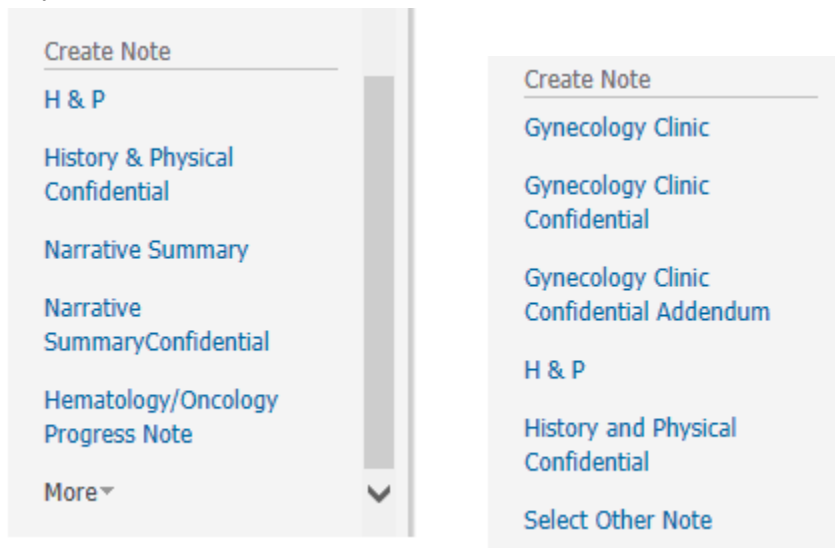 Create Note
H & P
History & Physical
Confidential
Narrative Summary
Narrative
SummaryConfidential
Hematology/Oncology
Progress Note
More
Create Note
Gynecology Clinic
Gynecology Clinic
Confidential
Gynecology Clinic
Confidential Addendum
H & P
History and Physical
Confidential
Select Other Note